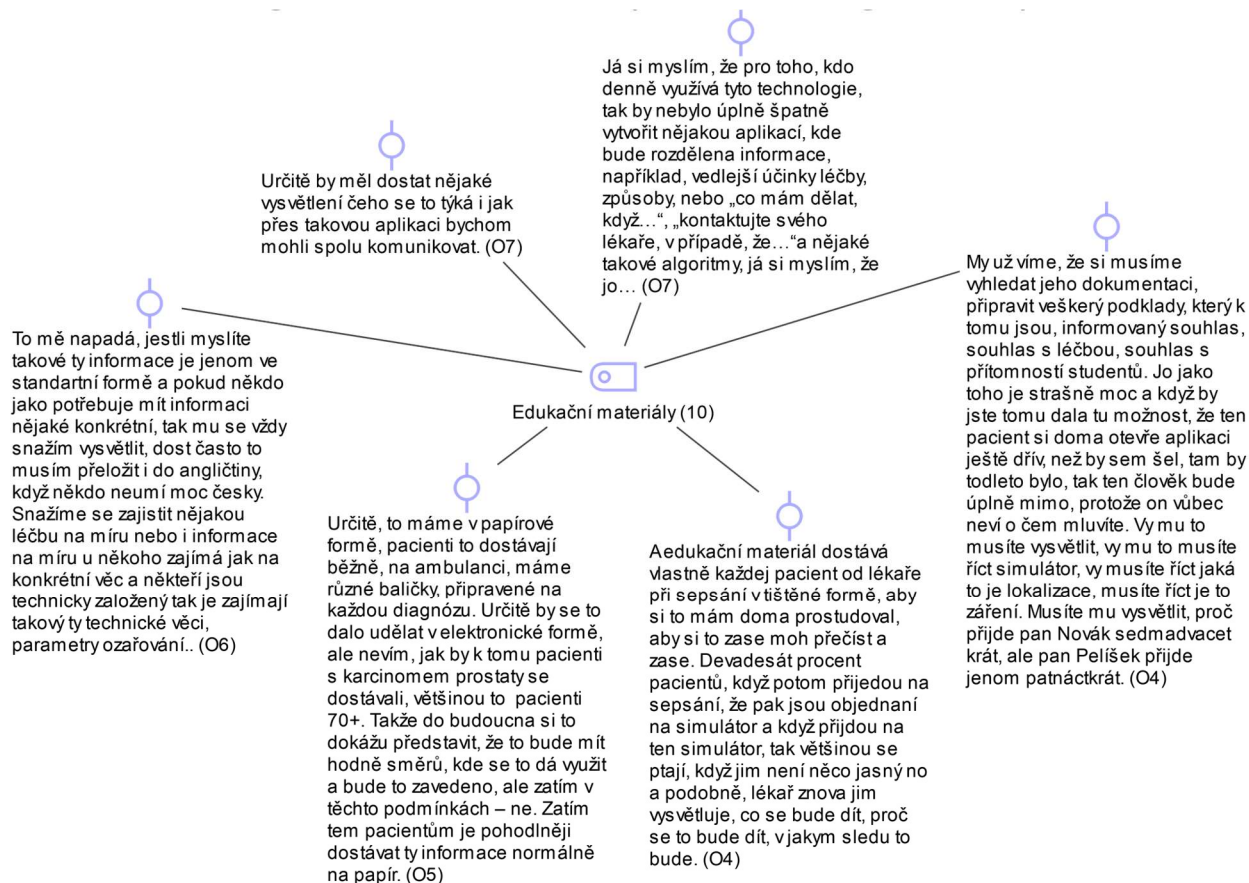 Já si myslím, že pro toho, kdo
denně využívá tyto technologie,
tak by nebylo úplně špatně
vytvořit nějakou aplikací, kde
bude rozdělena informace,
například, vedlejší účinky léčby,
způsoby, nebo „co mám dělat,
když…“, „kontaktujte svého
lékaře, v případě, že…“a nějaké
takové algoritmy, já si myslím, že
jo… (O7)
Určitě by měl dostat nějaké
vysvětlení čeho se to týká i jak
přes takovou aplikaci bychom
mohli spolu komunikovat. (O7)
My už víme, že si musíme
vyhledat jeho dokumentaci,
připravit veškerý podklady, který k
tomu jsou, informovaný souhlas,
souhlas s léčbou, souhlas s
přítomností studentů. Jo jako
toho je strašně moc a když by
jste tomu dala tu možnost, že ten
pacient si doma otevře aplikaci
ještě dřív, než by sem šel, tam by
todleto bylo, tak ten člověk bude
úplně mimo, protože on vůbec
neví o čem mluvíte. Vy mu to
musíte vysvětlit, vy mu to musíte
říct simulátor, vy musíte říct jaká
to je lokalizace, musíte říct je to
záření. Musíte mu vysvětlit, proč
přijde pan Novák sedmadvacet
krát, ale pan Pelíšek přijde
jenom patnáctkrát. (O4)
To mě napadá, jestli myslíte
takové ty informace je jenom ve
standartní formě a pokud někdo
jako potřebuje mít informaci
nějaké konkrétní, tak mu se vždy
snažím vysvětlit, dost často to
musím přeložit i do angličtiny,
když někdo neumí moc česky.
Snažíme se zajistit nějakou
léčbu na míru nebo i informace
na míru u někoho zajímá jak na
konkrétní věc a někteří jsou
technicky založený tak je zajímají
takový ty technické věci,
parametry ozařování.. (O6)
Edukační materiály (10)
Určitě, to máme v papírové
formě, pacienti to dostávají
běžně, na ambulanci, máme
různé baličky, připravené na
každou diagnózu. Určitě by se to
dalo udělat v elektronické formě,
ale nevím, jak by k tomu pacienti
s karcinomem prostaty se
dostávali, většinou to pacienti
70+. Takže do budoucna si to
dokážu představit, že to bude mít
hodně směrů, kde se to dá využit
a bude to zavedeno, ale zatím v
těchto podmínkách – ne. Zatím
tem pacientům je pohodlněji
dostávat ty informace normálně
na papír. (O5)
A edukační materiál dostává
vlastně každej pacient od lékaře
při sepsání v tištěné formě, aby
si to mám doma prostudoval,
aby si to zase moh přečíst a
zase. Devadesát procent
pacientů, když potom přijedou na
sepsání, že pak jsou objednaní
na simulátor a když přijdou na
ten simulátor, tak většinou se
ptají, když jim není něco jasný no
a podobně, lékař znova jim
vysvětluje, co se bude dít, proč
se to bude dít, v jakym sledu to
bude. (O4)